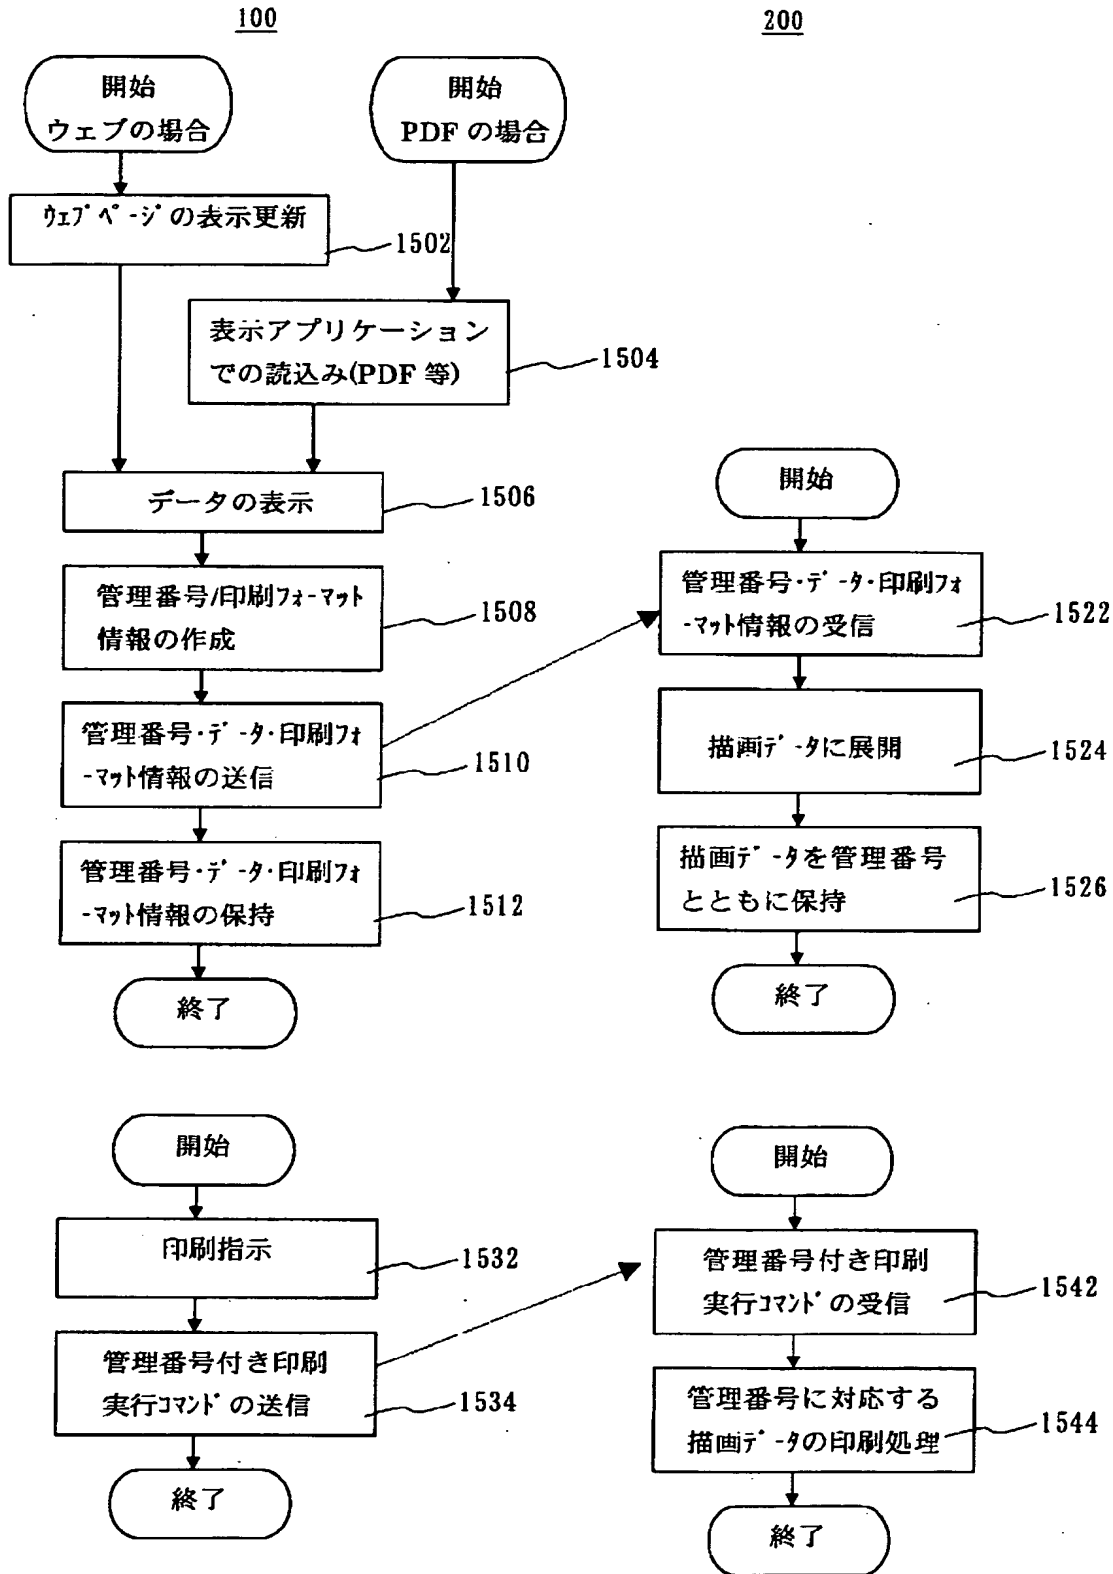 100
200
開始
ウェブの場合
開始
PDFの場合
ｳｪﾌﾞﾍﾟｰｼﾞの表示更新
1502
表示アプリケーション
での読込み(PDF等)
1504
データの表示
1506
管理番号/印刷ﾌｫｰﾏｯﾄ
情報の作成
1508
管理番号・ﾃﾞｰﾀ・印刷ﾌｫ
ｰﾏｯﾄ情報の送信
1510
管理番号・ﾃﾞｰﾀ・印刷ﾌｫ
ｰﾏｯﾄ情報の保持
1512
終了
開始
管理番号・ﾃﾞｰﾀ・印刷ﾌｫ
ｰﾏｯﾄ情報の受信
1522
描画ﾃﾞｰﾀに展開
1524
描画ﾃﾞｰﾀを管理番号
とともに保持
1526
終了
開始
印刷指示
1532
管理番号付き印刷
実行ｺﾏﾝﾄﾞの送信
1534
終了
開始
管理番号付き印刷
実行ｺﾏﾝﾄﾞの受信
1542
管理番号に対応する
描画ﾃﾞｰﾀの印刷処理
1544
終了